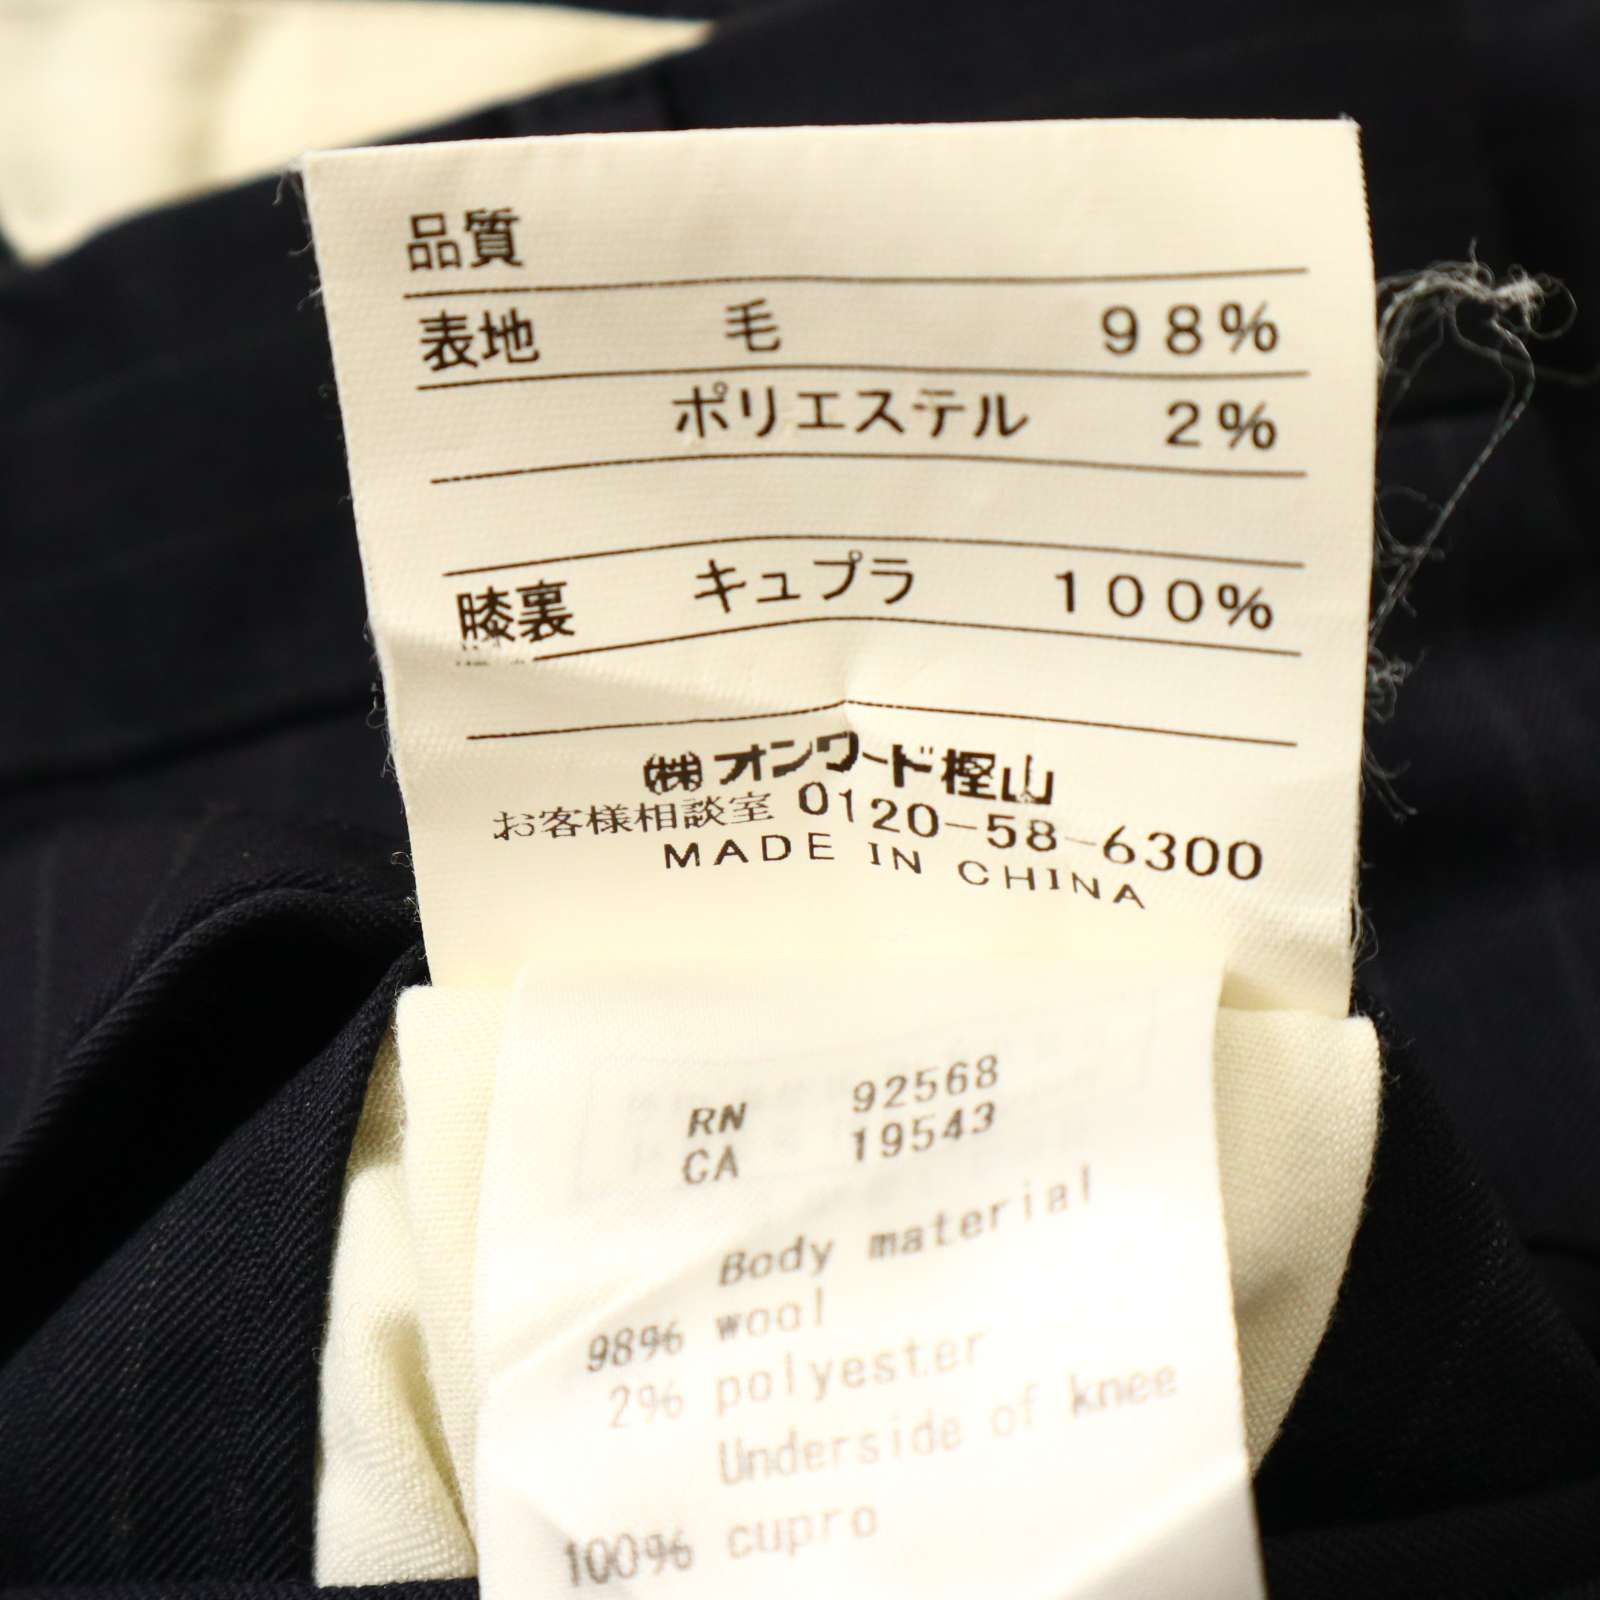 品質
表地 毛 98%
ポリエステル 2%
膝裏 キュプラ 100%
㈱オンワード樫山
お客様相談室 0120-58-6300
MADE IN CHINA
RN 92568
CA 19543
Body material
98% wool
2% polyester
Underside of knee
100% cupro